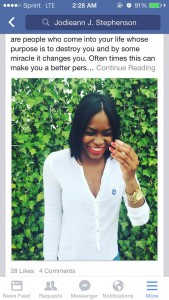 Sprint LTE 2:28 AM 91%
Jodieann J. Stephenson
are people who come into your life whose
purpose is to destroy you and by some
miracle it changes you. Often times this can
make you a better pers… Continue Reading
28 Likes 4 Comments
News Feed Requests Messenger Notifications More